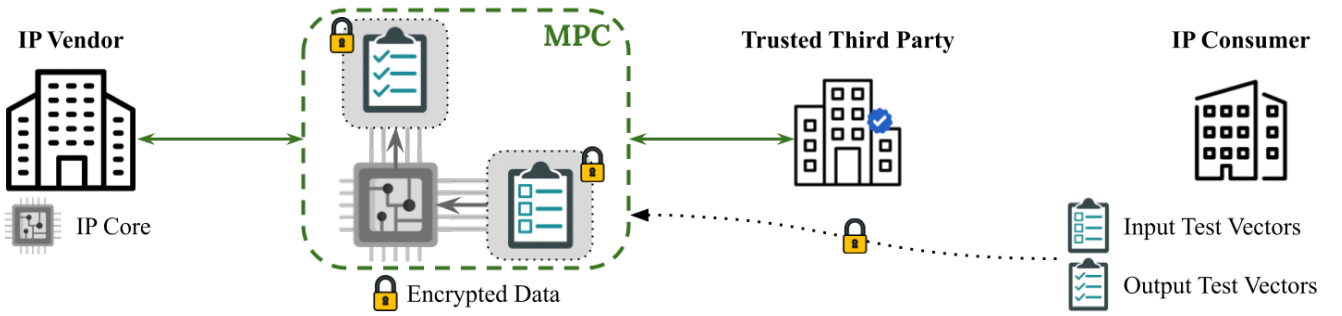 IP Vendor
MPC
Trusted Third Party
IP Consumer
IP Core
Input Test Vectors
Output Test Vectors
Encrypted Data